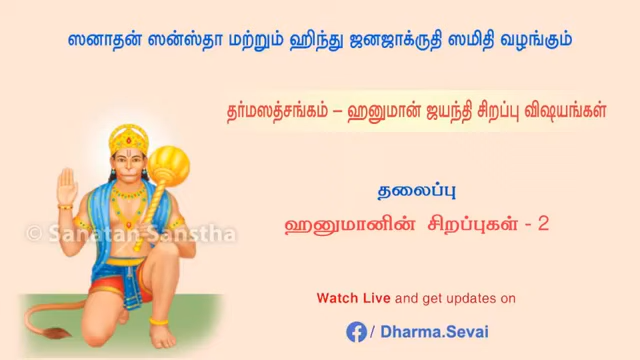 ஸனாதன் ஸன்ஸ்தா மற்றும் ஹிந்து ஜனஜாக்ருதி ஸமிதி வழங்கும்
தர்மஸத்சங்கம் – ஹனுமான் ஜயந்தி சிறப்பு விஷயங்கள்
தலைப்பு
ஹனுமானின் சிறப்புகள் - 2
© Sanatan Sanstha
Watch Live and get updates on
/ Dharma.Sevai